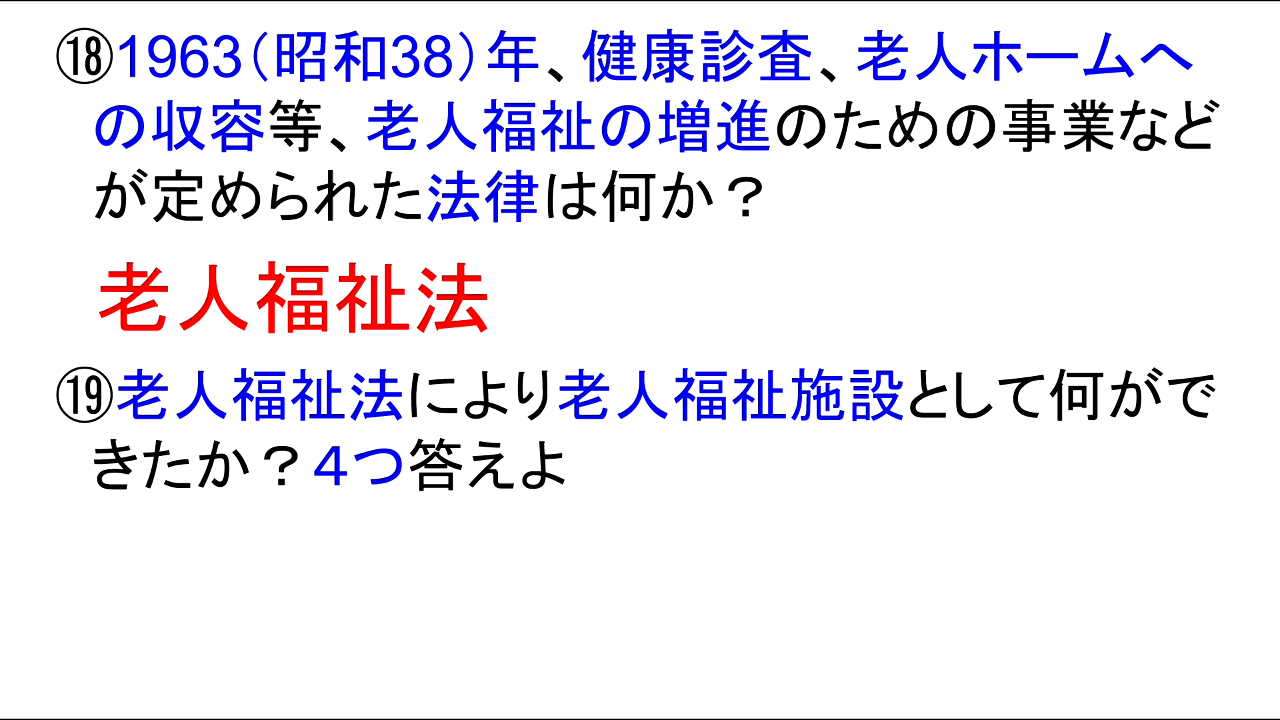 ⑱1963(昭和38)年、健康診査、老人ホームへ
の収容等、老人福祉の増進のための事業など
が定められた法律は何か？
老人福祉法
⑲老人福祉法により老人福祉施設として何がで
きたか？４つ答えよ